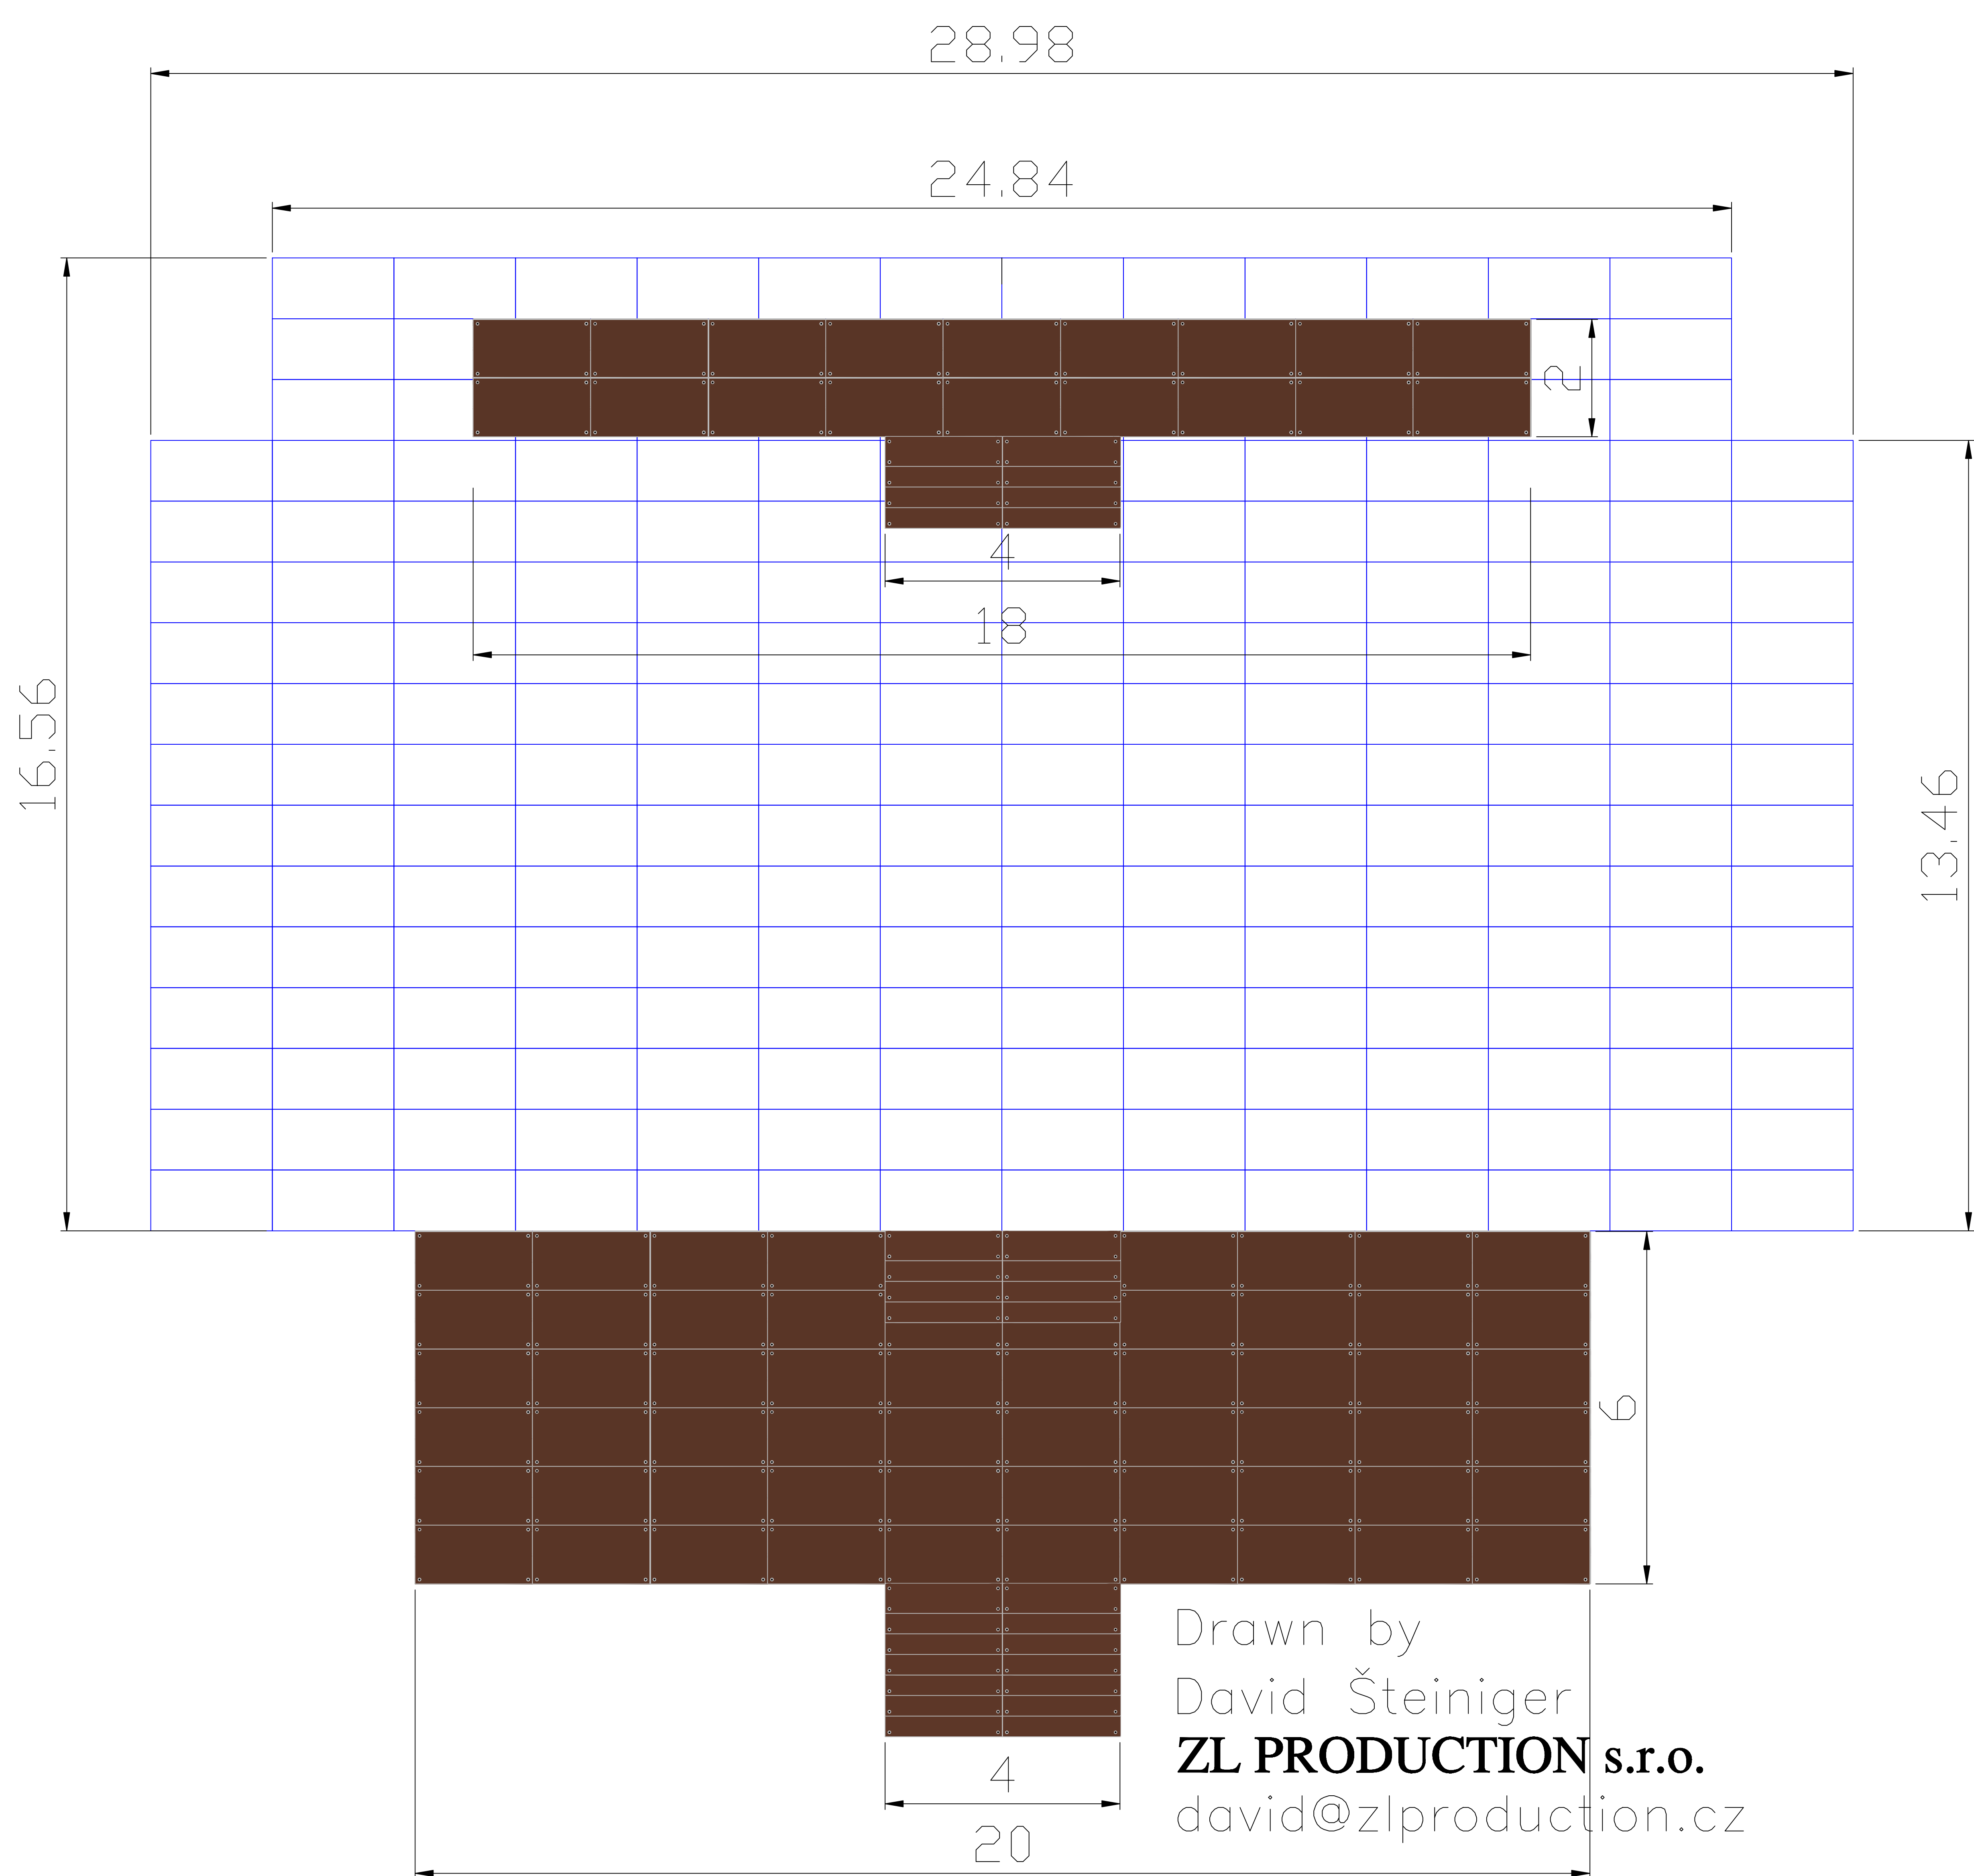 28.98
24.84
2
4
18
16.56
13.46
6
Drawn by
David Šteiniger
ZL PRODUCTION s.r.o.
david@zlproduction.cz
4
20